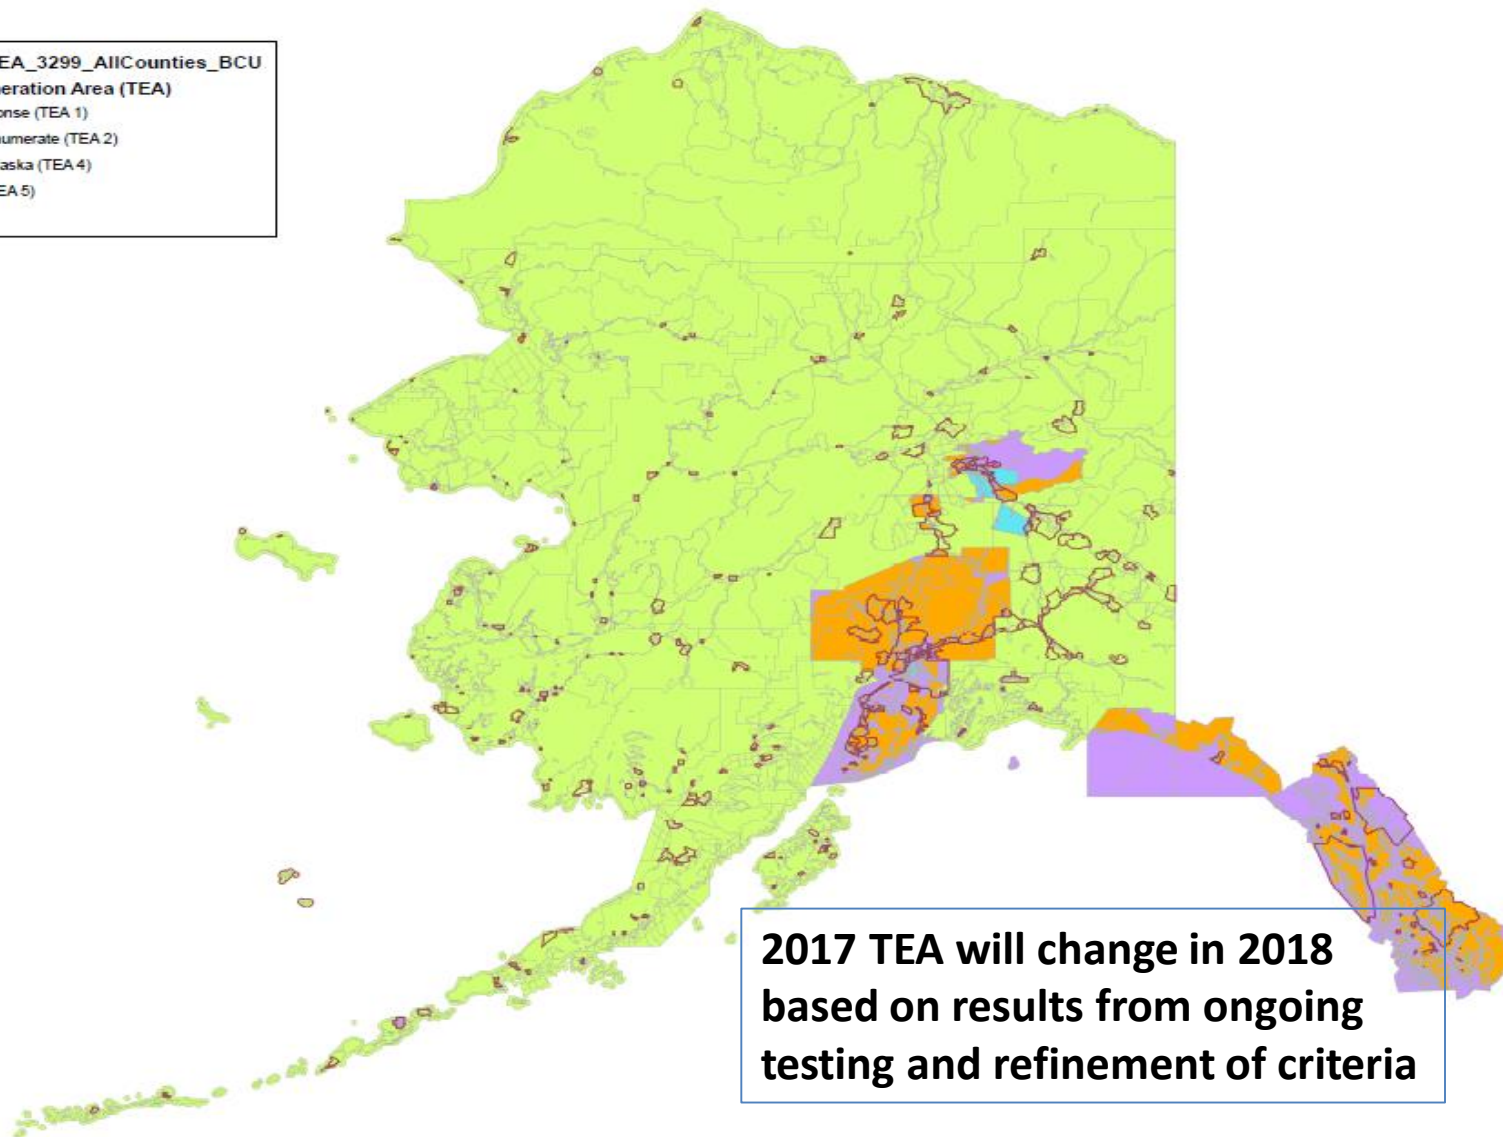 EA_3299_AllCounties_BCU
eration Area (TEA)
onse (TEA 1)
umerate (TEA 2)
aska (TEA 4)
EA 5)
2017 TEA will change in 2018
based on results from ongoing
testing and refinement of criteria